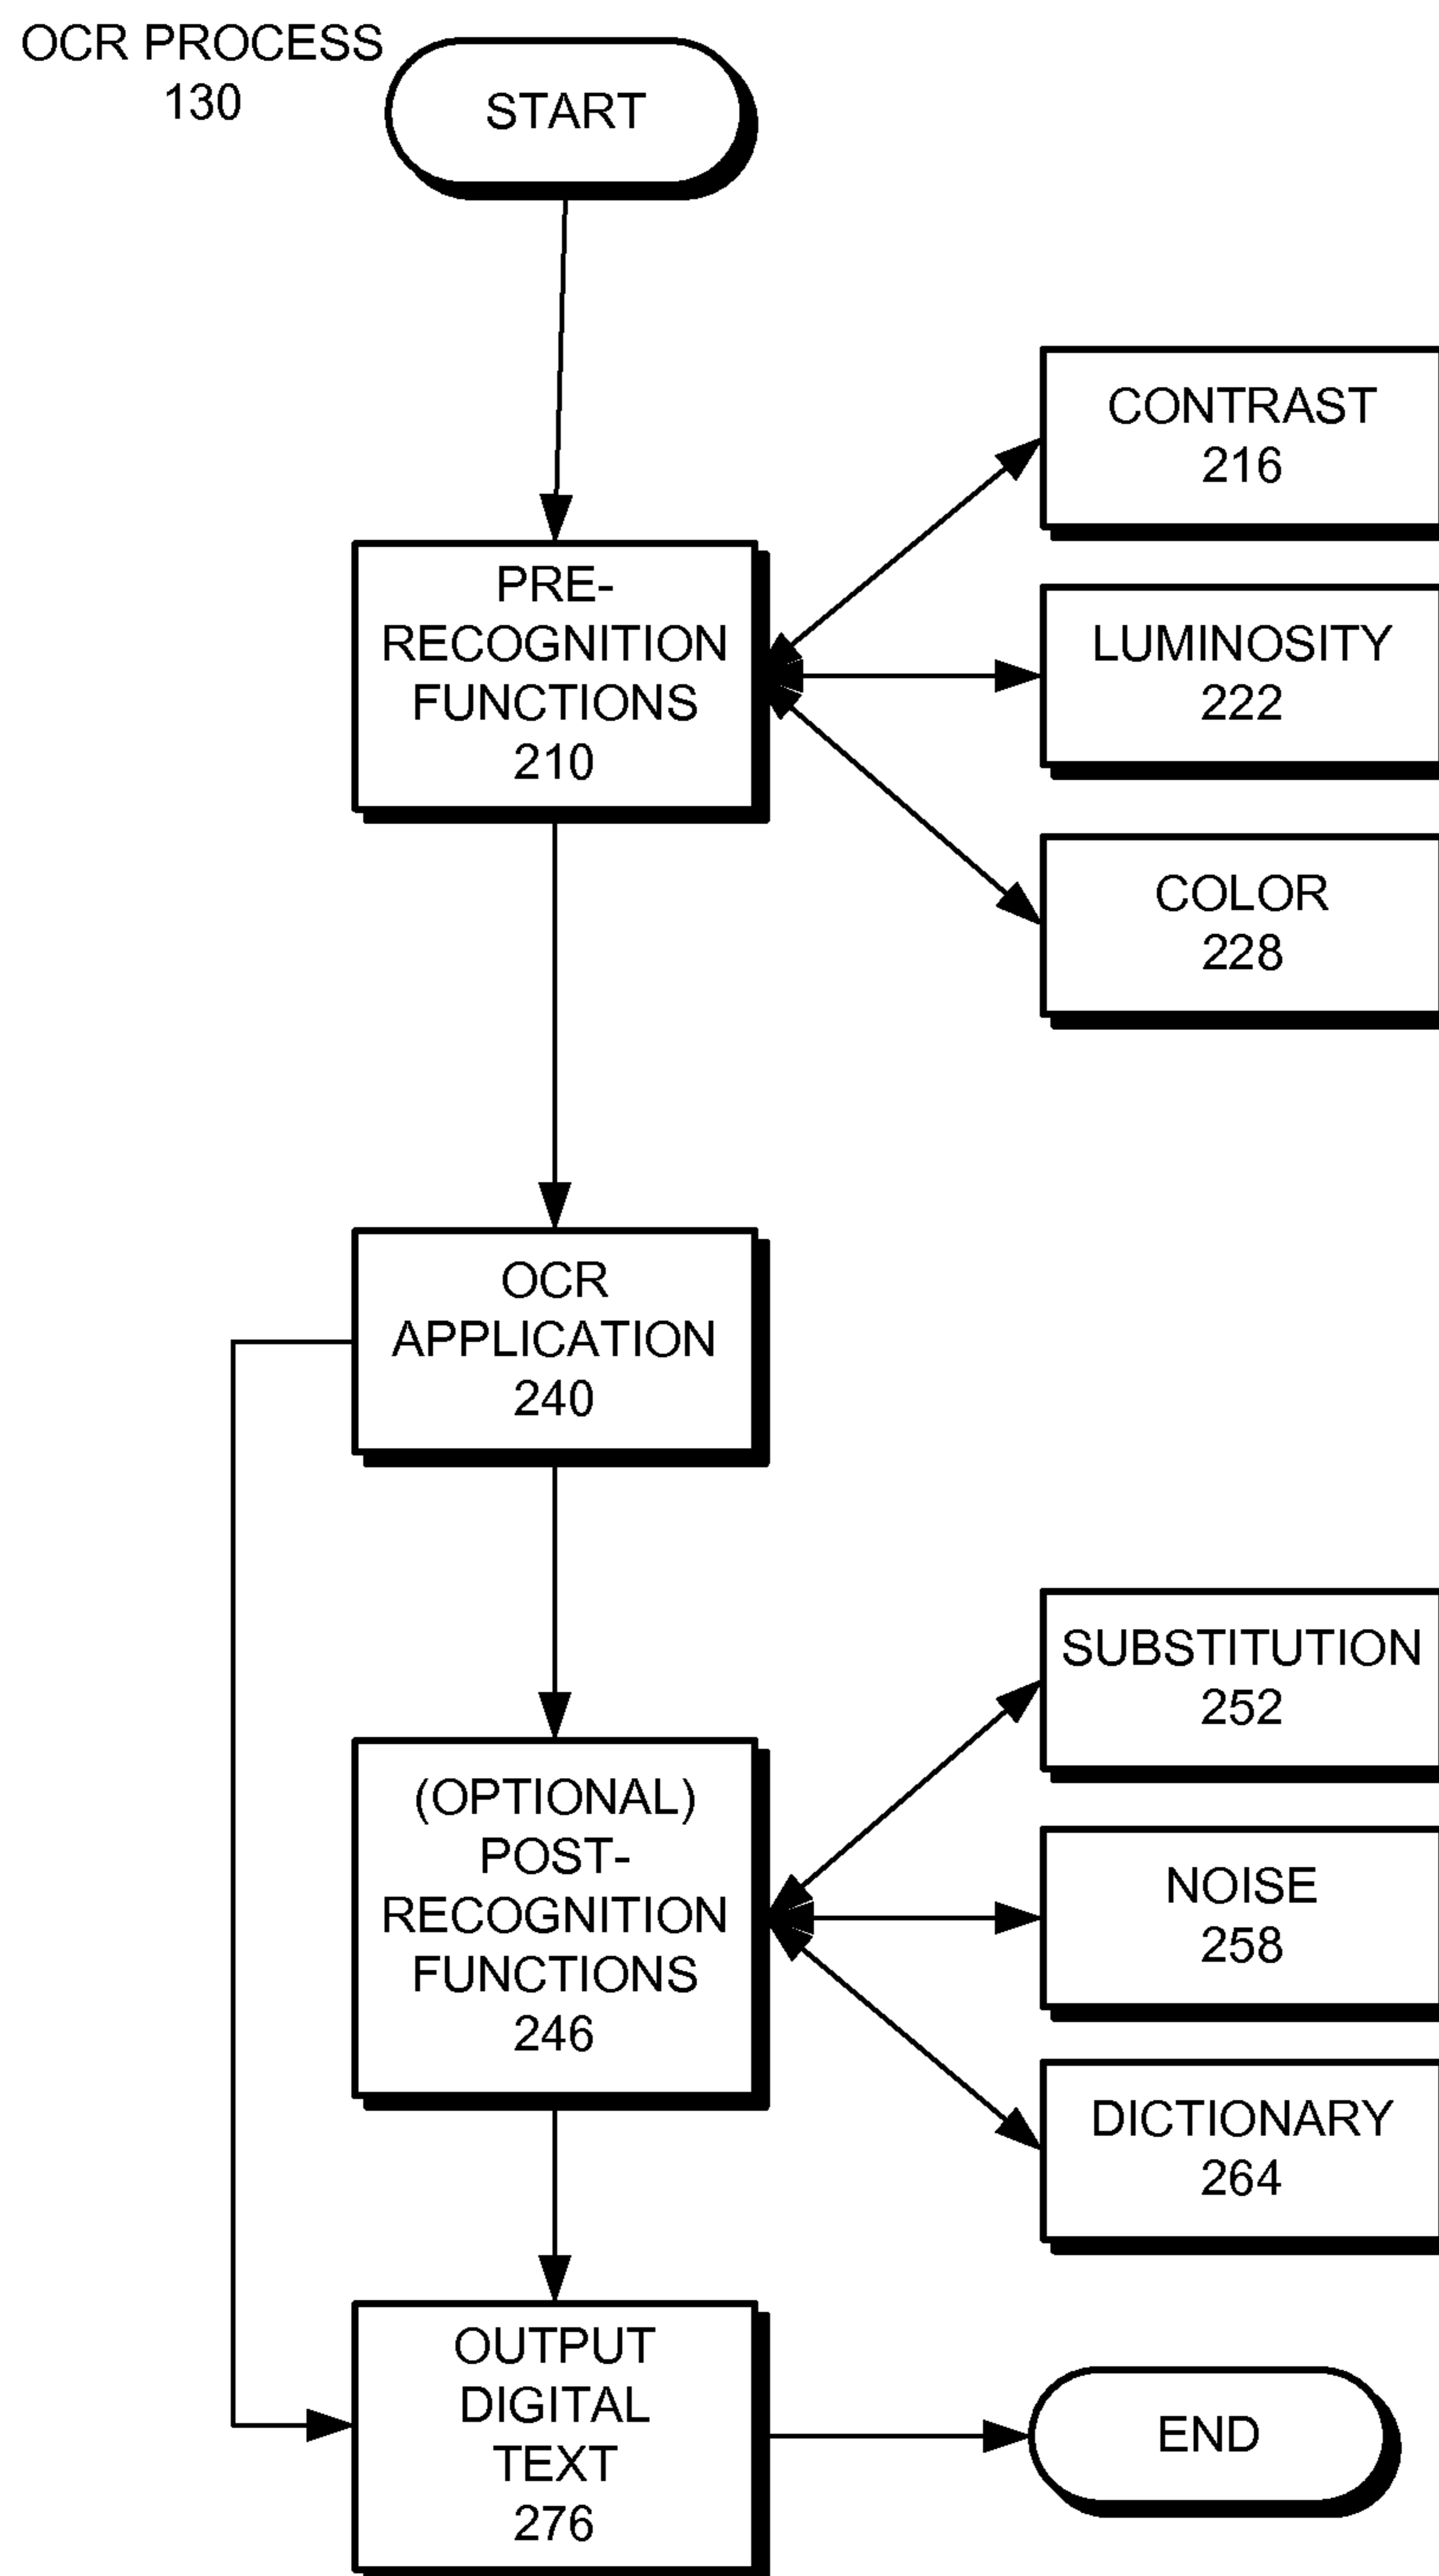 OCR PROCESS
130
START
CONTRAST
216
PRE-
RECOGNITION
FUNCTIONS
210
LUMINOSITY
222
COLOR
228
OCR
APPLICATION
240
SUBSTITUTION
252
(OPTIONAL)
POST-
RECOGNITION
FUNCTIONS
246
NOISE
258
DICTIONARY
264
OUTPUT
DIGITAL
TEXT
276
END